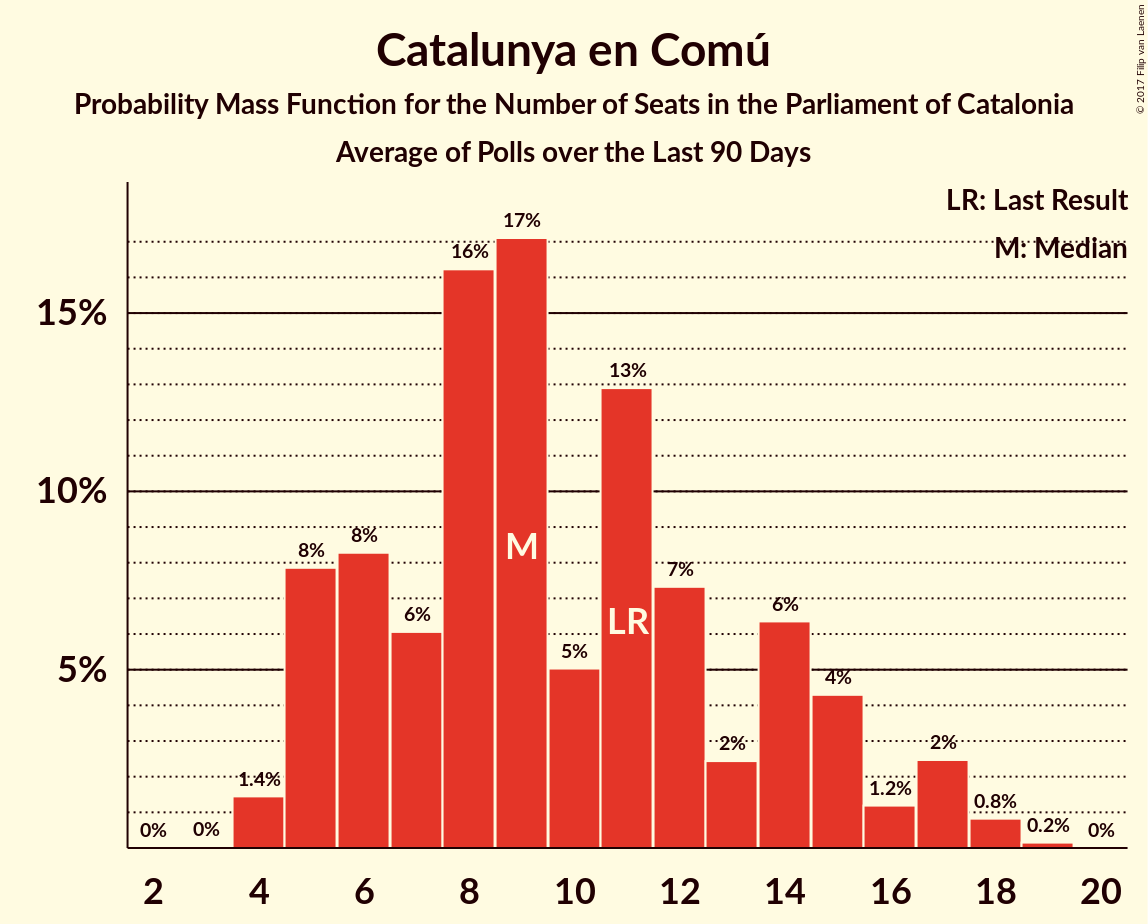 Catalunya en Comú
Probability Mass Function for the Number of Seats in the Parliament of Catalonia
Average of Polls over the Last 90 Days
© 2017 Filip van Laenen
LR: Last Result
M: Median
15%
10%
5%
0%
0%
1.4%
8%
8%
6%
16%
17%
5%
13%
7%
2%
6%
4%
1.2%
2%
0.8%
0.2%
0%
M
LR
2 4 6 8 10 12 14 16 18 20